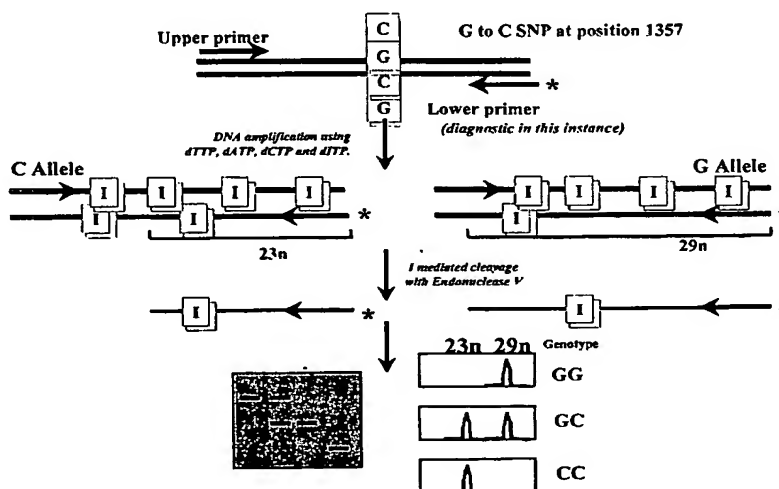 Upper primer
G to C SNP at position 1357
C
G
C
G
*
Lower primer
(diagnostic in this instance)
DNA amplification using
dTTP, dATP, dCTP and dITP.
C Allele
G Allele
I I I I
I I I I
I I *
I
23n
29n
I mediated cleavage
with Endonuclease V
I *
I
23n 29n Genotype
GG
GC
CC